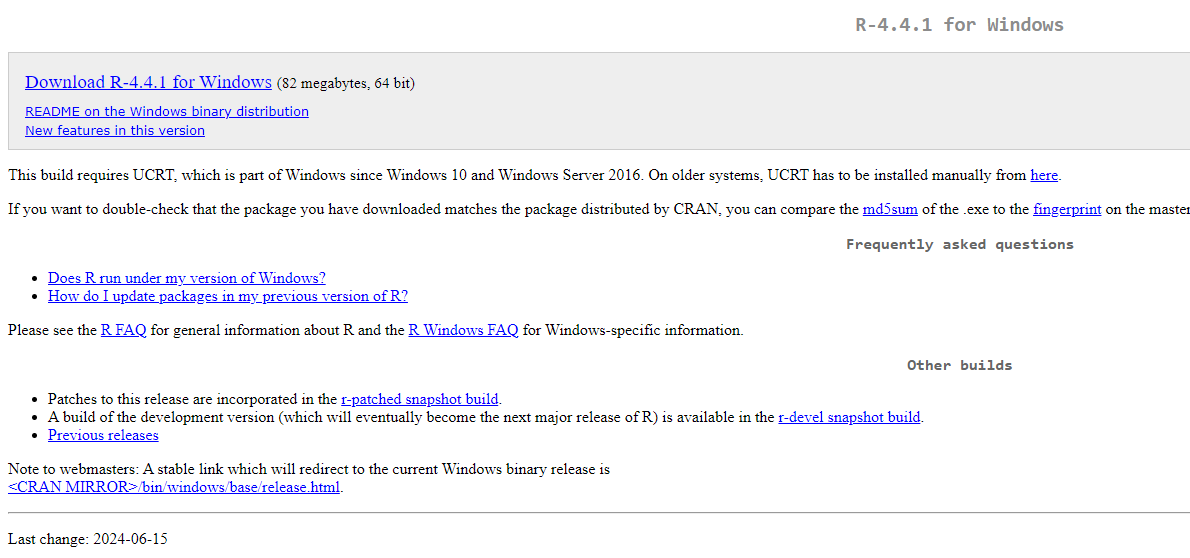 R-4.4.1 for Windows
Download R-4.4.1 for Windows (82 megabytes, 64 bit)
README on the Windows binary distribution
New features in this version
This build requires UCRT, which is part of Windows since Windows 10 and Windows Server 2016. On older systems, UCRT has to be installed manually from here.
If you want to double-check that the package you have downloaded matches the package distributed by CRAN, you can compare the md5sum of the .exe to the fingerprint on the master
Frequently asked questions
• Does R run under my version of Windows?
• How do I update packages in my previous version of R?
Please see the R FAQ for general information about R and the R Windows FAQ for Windows-specific information.
Other builds
• Patches to this release are incorporated in the r-patched snapshot build.
• A build of the development version (which will eventually become the next major release of R) is available in the r-devel snapshot build.
• Previous releases
Note to webmasters: A stable link which will redirect to the current Windows binary release is
<CRAN MIRROR>/bin/windows/base/release.html.
Last change: 2024-06-15